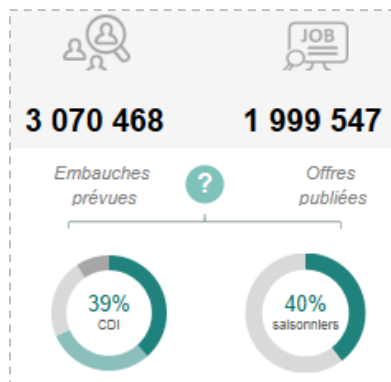 JOB
3 070 468
1 999 547
Embauches
prévues
?
Offres
publiées
39%
CDI
40%
saisonniers